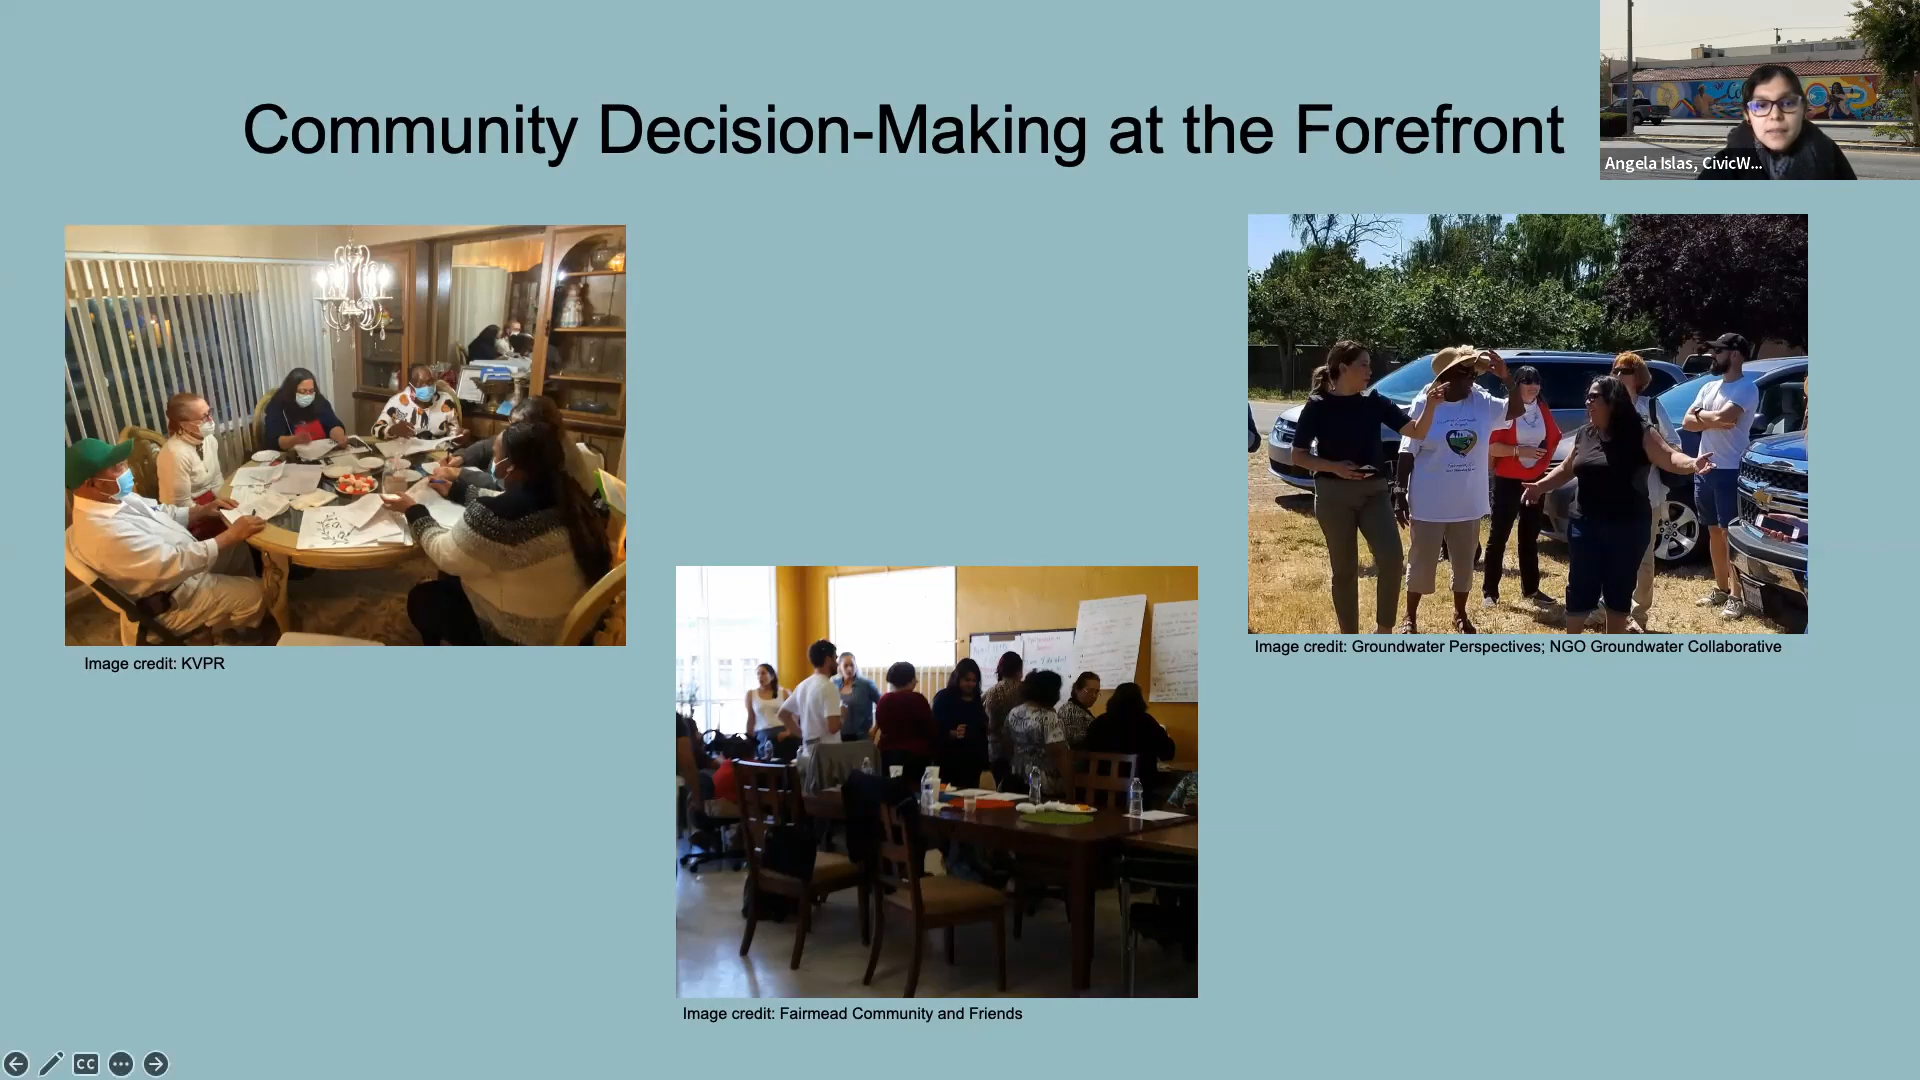 Community Decision-Making at the Forefront
Angela Islas, CivicW...
Image credit: KVPR
Image credit: Groundwater Perspectives; NGO Groundwater Collaborative
Image credit: Fairmead Community and Friends
CC